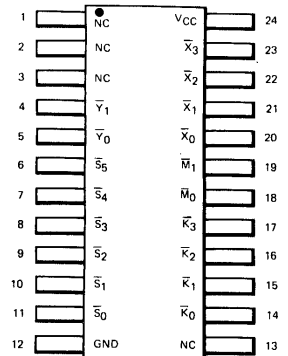 1 NC VCC 24
2 NC X̅3 23
3 NC X̅2 22
4 Y̅1 X̅1 21
5 Y̅0 X̅0 20
6 S̅5 M̅1 19
7 S̅4 M̅0 18
8 S̅3 K̅3 17
9 S̅2 K̅2 16
10 S̅1 K̅1 15
11 S̅0 K̅0 14
12 GND NC 13